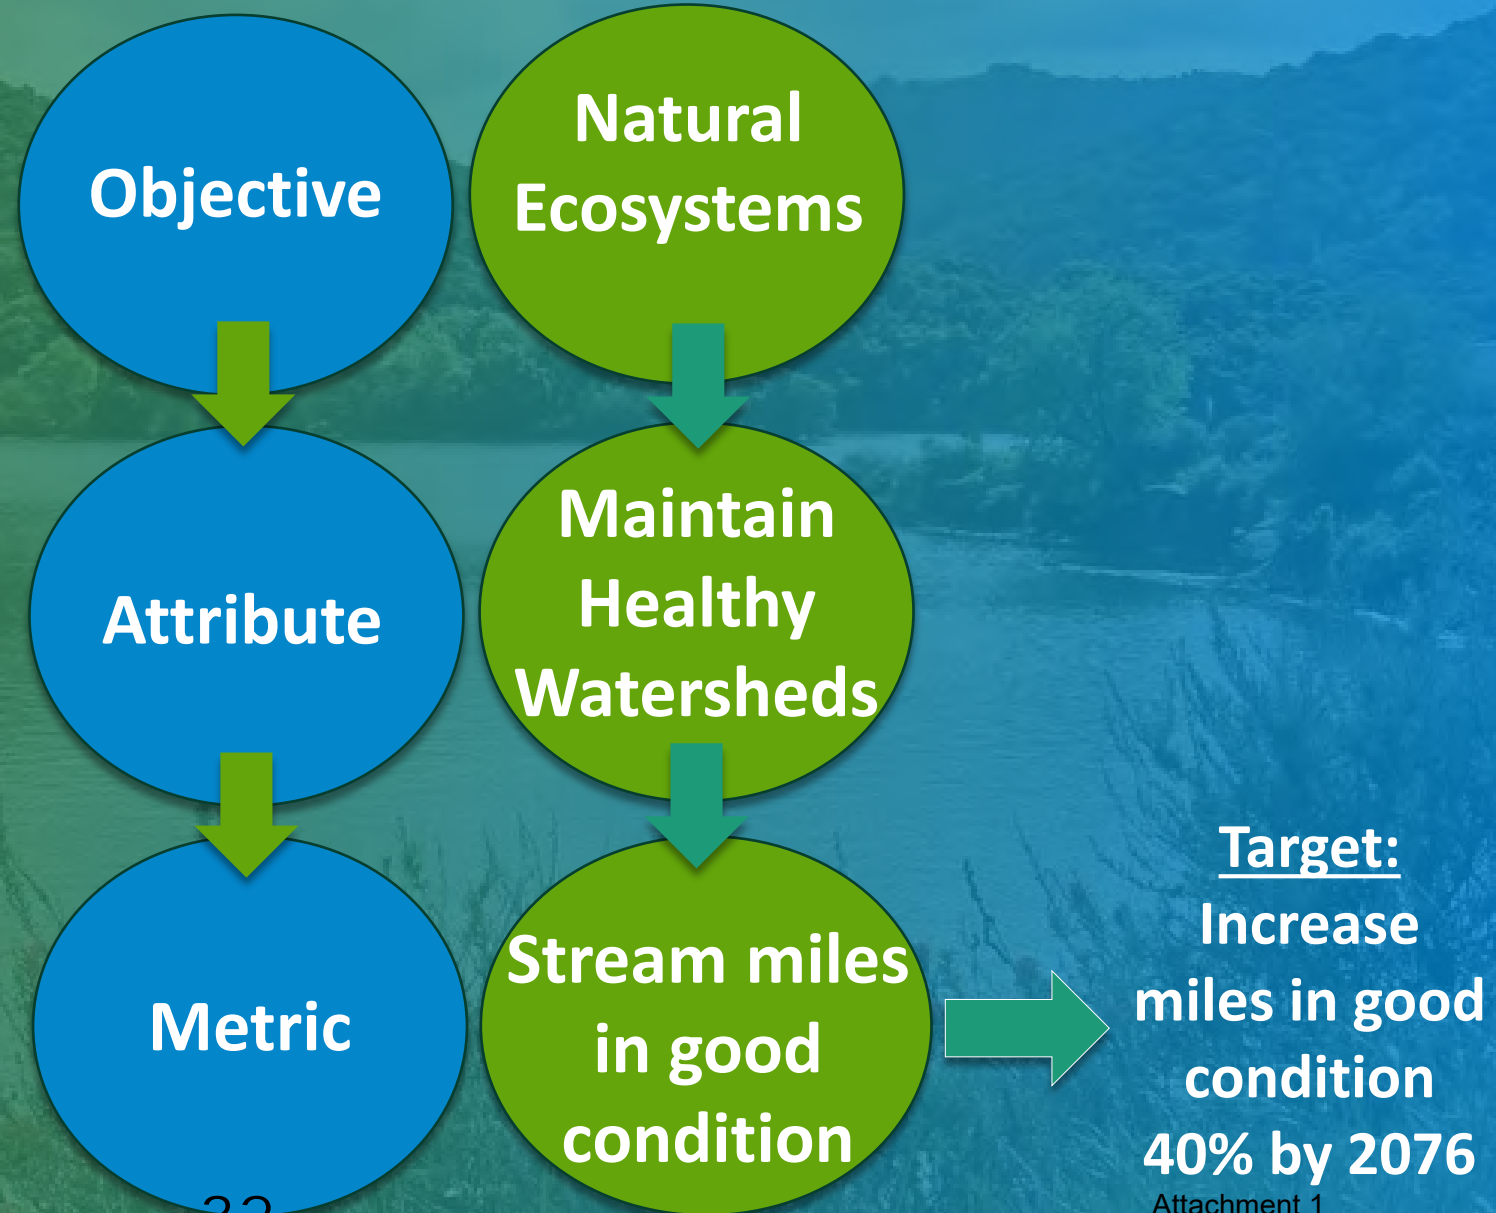 Objective
Natural
Ecosystems
Attribute
Maintain
Healthy
Watersheds
Metric
Stream miles
in good
condition
Target:
Increase
miles in good
condition
40% by 2076
Attachment 1